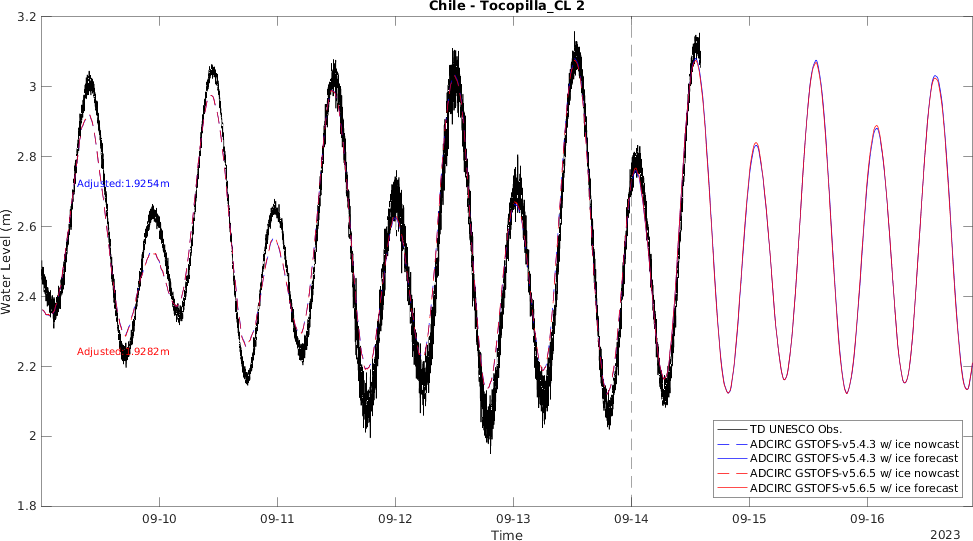 Chile - Tocopilla_CL 2
3.2
3
2.8
2.6
2.4
2.2
2
1.8
Water Level (m)
Adjusted:1.9254m
Adjusted:1.9282m
TD UNESCO Obs.
ADCIRC GSTOFS-v5.4.3 w/ ice nowcast
ADCIRC GSTOFS-v5.4.3 w/ ice forecast
ADCIRC GSTOFS-v5.6.5 w/ ice nowcast
ADCIRC GSTOFS-v5.6.5 w/ ice forecast
09-10 09-11 09-12 09-13 09-14 09-15 09-16
Time
2023